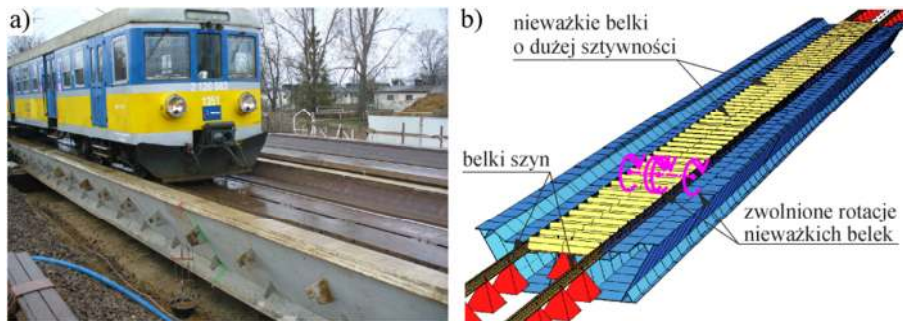 a)
b)
nieważkie belki
o dużej sztywności
belki szyn
zwolnione rotacje
nieważkich belek